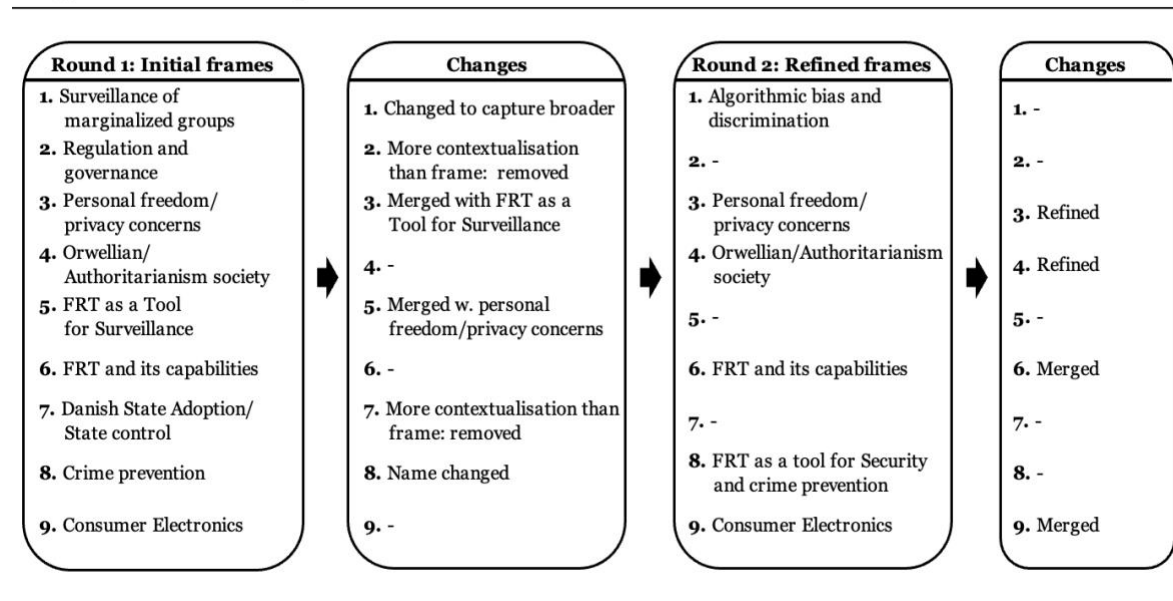 Round 1: Initial frames
1. Surveillance of
marginalized groups
2. Regulation and
governance
3. Personal freedom/
privacy concerns
4. Orwellian/
Authoritarianism society
5. FRT as a Tool
for Surveillance
6. FRT and its capabilities
7. Danish State Adoption/
State control
8. Crime prevention
9. Consumer Electronics
Changes
1. Changed to capture broader
2. More contextualisation
than frame: removed
3. Merged with FRT as a
Tool for Surveillance
4. -
5. Merged w. personal
freedom/privacy concerns
6. -
7. More contextualisation than
frame: removed
8. Name changed
9. -
Round 2: Refined frames
1. Algorithmic bias and
discrimination
2. -
3. Personal freedom/
privacy concerns
4. Orwellian/Authoritarianism
society
5. -
6. FRT and its capabilities
7. -
8. FRT as a tool for Security
and crime prevention
9. Consumer Electronics
Changes
1. -
2. -
3. Refined
4. Refined
5. -
6. Merged
7. -
8. -
9. Merged